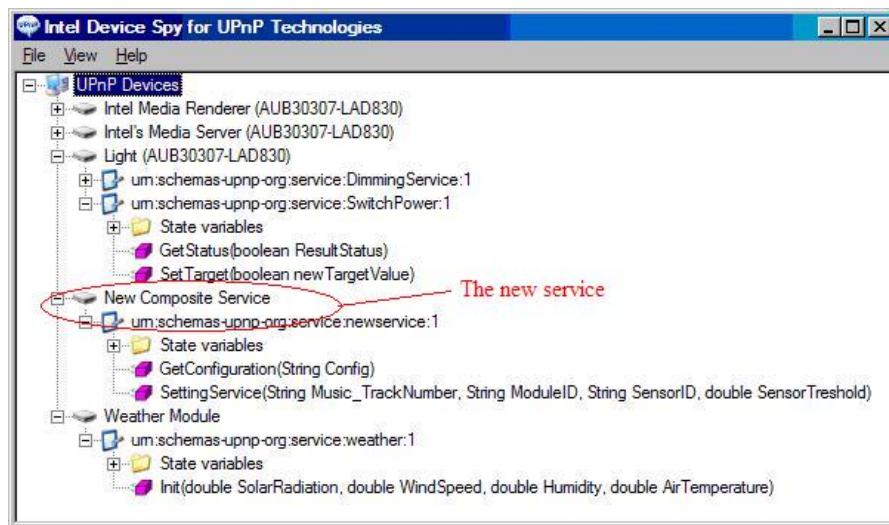 Intel Device Spy for UPnP Technologies
File View Help
UPnP Devices
Intel Media Renderer (AUB30307-LAD830)
Intel's Media Server (AUB30307-LAD830)
Light (AUB30307-LAD830)
urn:schemas-upnp-org:service:DimmingService:1
urn:schemas-upnp-org:service:SwitchPower:1
State variables
GetStatus(boolean ResultStatus)
SetTarget(boolean newTargetValue)
New Composite Service
The new service
urn:schemas-upnp-org:service:newservice:1
State variables
GetConfiguration(String Config)
SettingService(String Music_TrackNumber, String ModuleID, String SensorID, double SensorTreshold)
Weather Module
urn:schemas-upnp-org:service:weather:1
State variables
Init(double SolarRadiation, double WindSpeed, double Humidity, double AirTemperature)